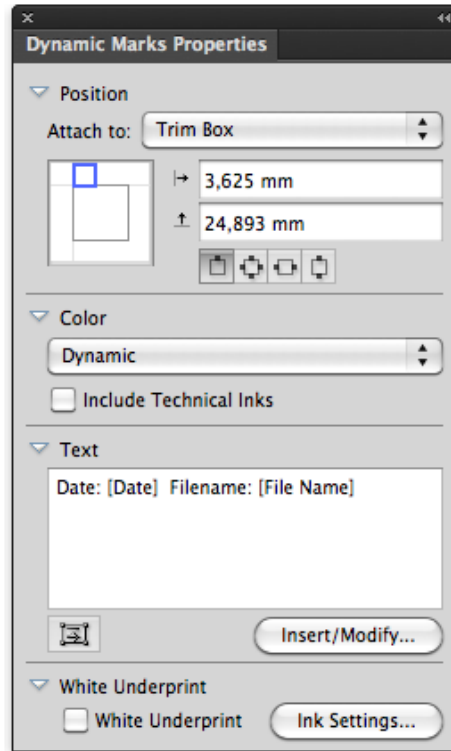 Dynamic Marks Properties
Position
Attach to: Trim Box
3,625 mm
24,893 mm
Color
Dynamic
Include Technical Inks
Text
Date: [Date]  Filename: [File Name]
Insert/Modify...
White Underprint
White Underprint Ink Settings...